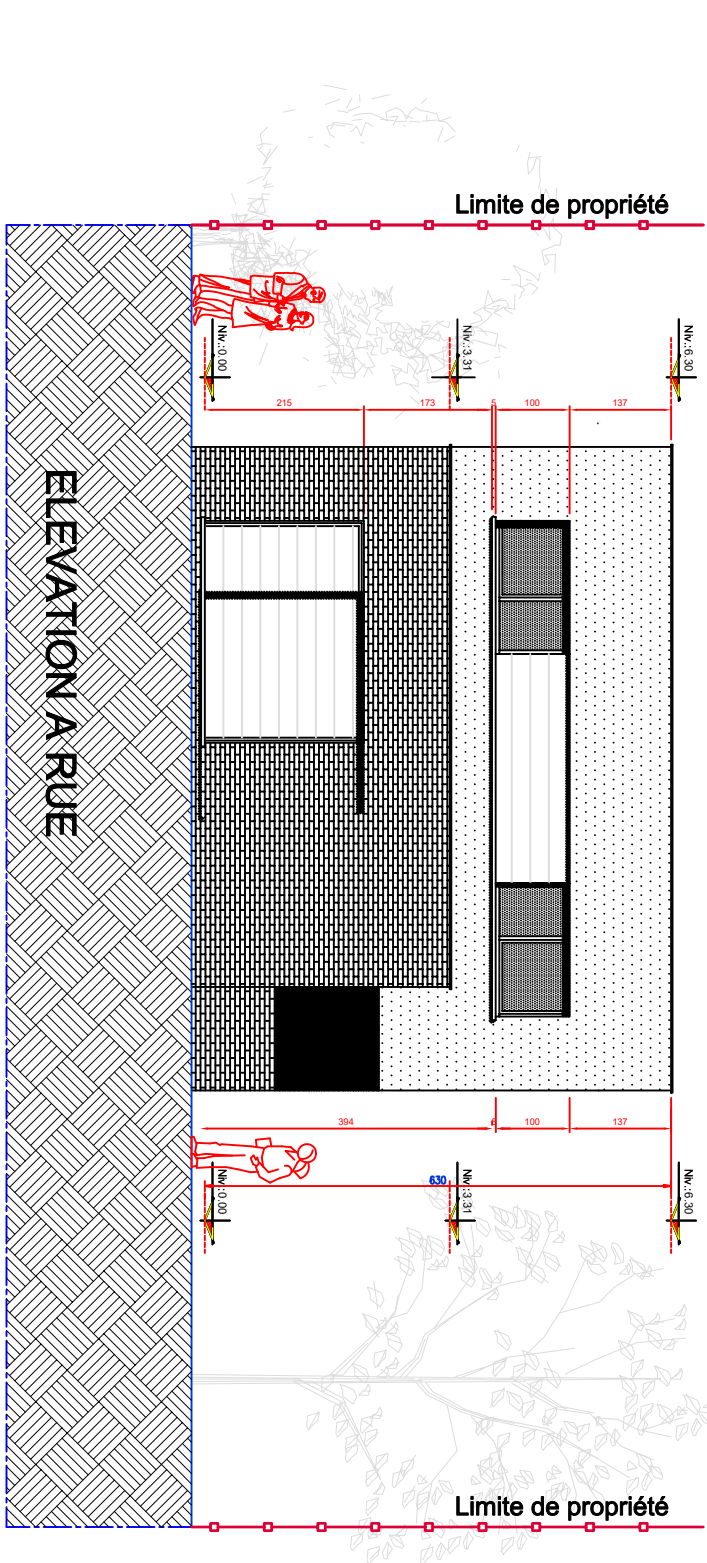 Limite de propriété
Niv.:6.30
Niv.:3.31
Niv.:0.00
137
100
5
173
215
137
100
6
394
630
Niv.:6.30
Niv.:3.31
Niv.:0.00
Limite de propriété
ELEVATION A RUE